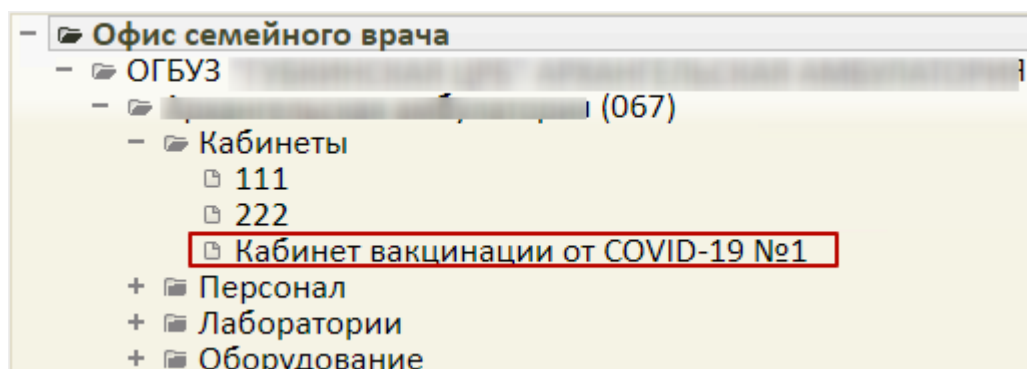 Офис семейного врача
ОГБУЗ
(067)
Кабинеты
111
222
Кабинет вакцинации от COVID-19 №1
Персонал
Лаборатории
Оборудование